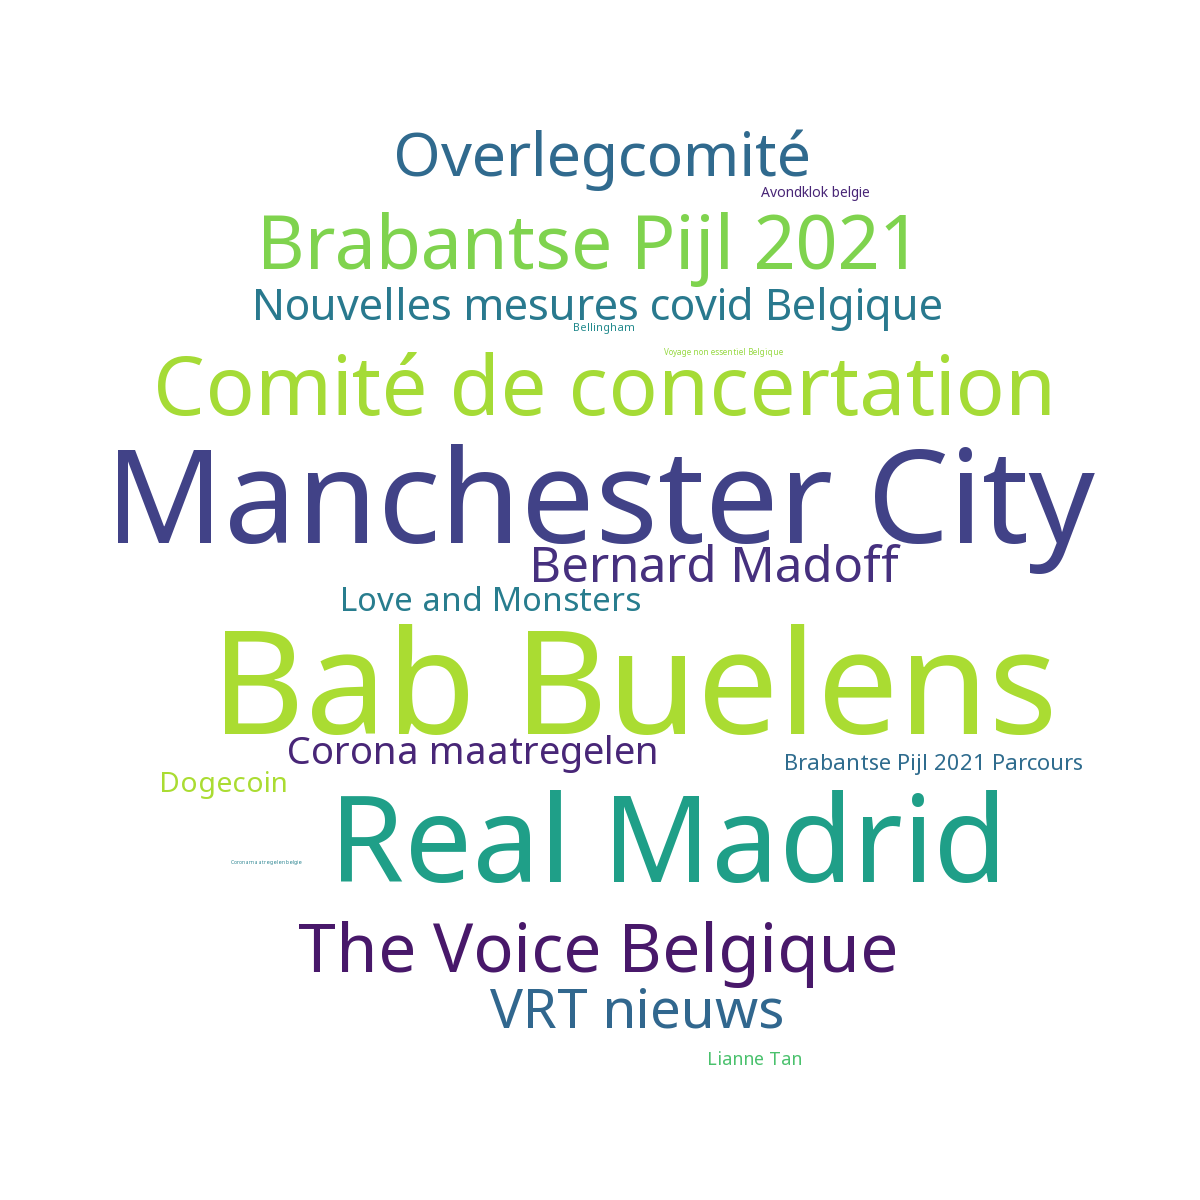 Overlegcomité
Avondklok belgie
Brabantse Pijl 2021
Nouvelles mesures covid Belgique
Bellingham
Voyage non essentiel Belgique
Comité de concertation
Manchester City
Bernard Madoff
Love and Monsters
Bab Buelens
Corona maatregelen
Brabantse Pijl 2021 Parcours
Dogecoin
Real Madrid
Corona maatregelen belgie
The Voice Belgique
VRT nieuws
Lianne Tan